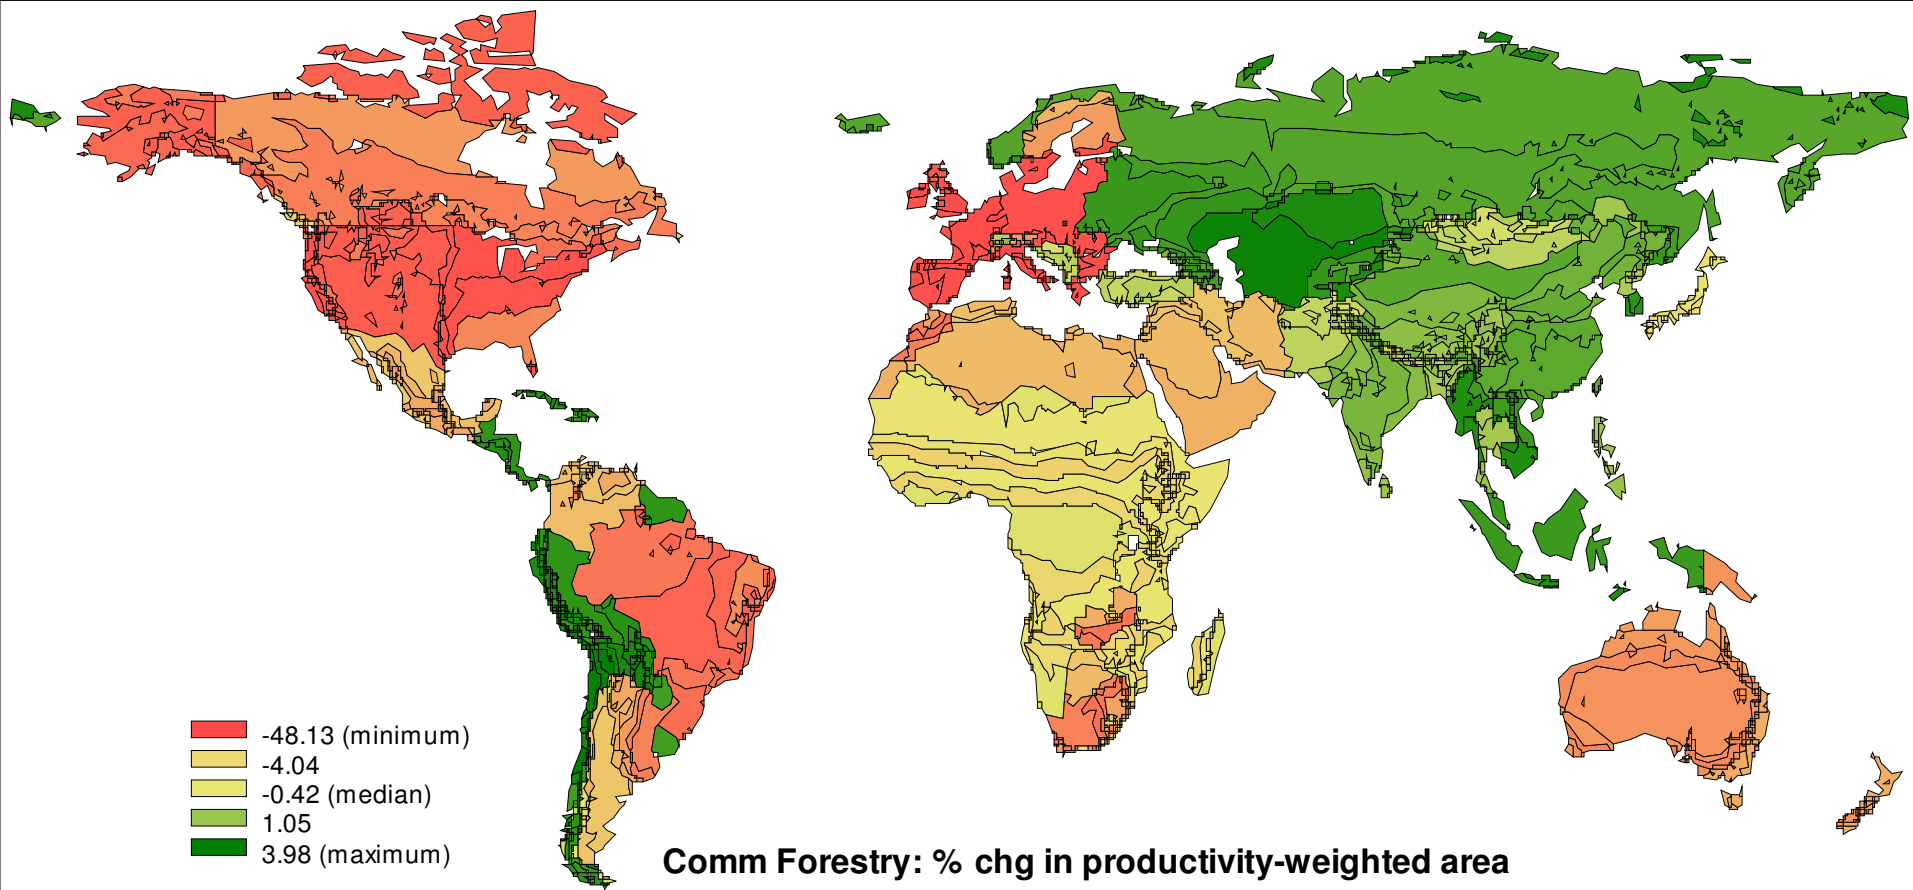 -48.13 (minimum)
-4.04
-0.42 (median)
1.05
3.98 (maximum)
Comm Forestry: % chg in productivity-weighted area